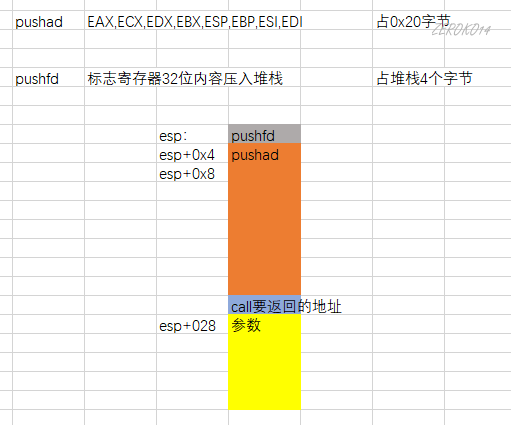 pushad EAX,ECX,EDX,EBX,ESP,EBP,ESI,EDI 占0x20字节
ZEROKO14
pushfd 标志寄存器32位内容压入堆栈 占堆栈4个字节
esp: pushfd
esp+0x4 pushad
esp+0x8
call要返回的地址
esp+028 参数